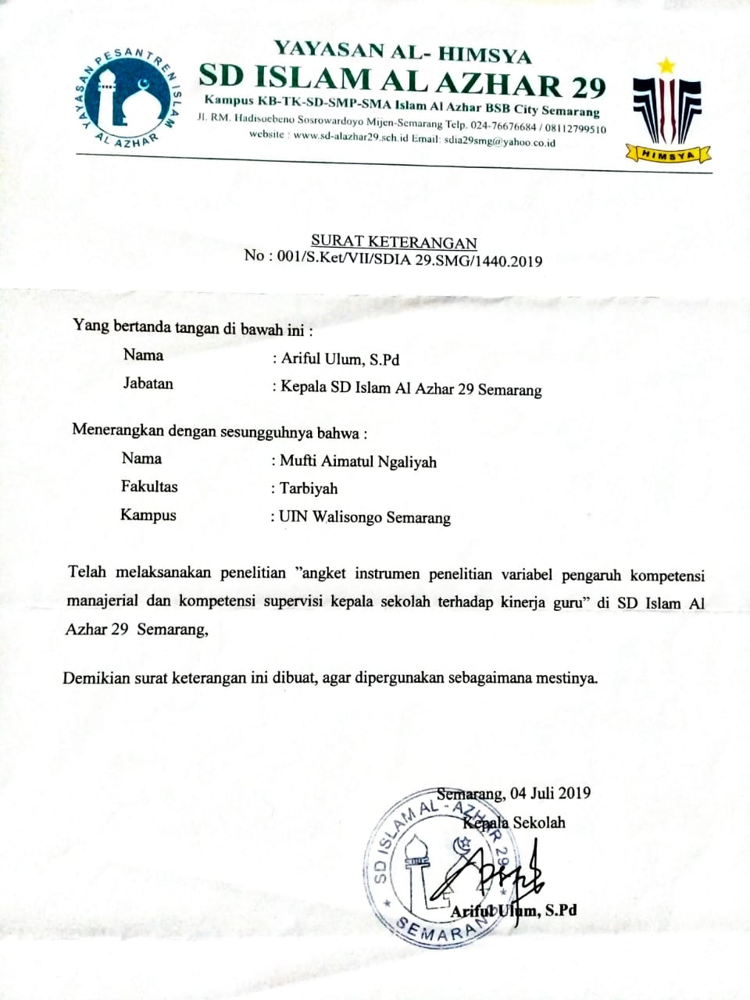 YAYASAN PESANTREN ISLAM
AL AZHAR
YAYASAN AL- HIMSYA
SD ISLAM AL AZHAR 29
Kampus KB-TK-SD-SMP-SMA Islam Al Azhar BSB City Semarang
Jl. RM. Hadisoebeno Sosrowardoyo Mijen-Semarang Telp. 024-76676684 / 08112799510
website : www.sd-alazhar29.sch.id Email: sdia29smg@yahoo.co.id
HIMSYA
SURAT KETERANGAN
No : 001/S.Ket/VII/SDIA 29.SMG/1440.2019
Yang bertanda tangan di bawah ini :
Nama : Ariful Ulum, S.Pd
Jabatan : Kepala SD Islam Al Azhar 29 Semarang
Menerangkan dengan sesungguhnya bahwa :
Nama : Mufti Aimatul Ngaliyah
Fakultas : Tarbiyah
Kampus : UIN Walisongo Semarang
Telah melaksanakan penelitian ”angket instrumen penelitian variabel pengaruh kompetensi
manajerial dan kompetensi supervisi kepala sekolah terhadap kinerja guru” di SD Islam Al
Azhar 29 Semarang,
Demikian surat keterangan ini dibuat, agar dipergunakan sebagaimana mestinya.
Semarang, 04 Juli 2019
Kepala Sekolah
SD ISLAM AL - AZHAR 29
SEMARANG
Ariful Ulum, S.Pd